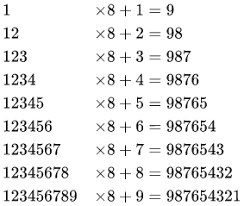 1 ×8 + 1 = 9
12 ×8 + 2 = 98
123 ×8 + 3 = 987
1234 ×8 + 4 = 9876
12345 ×8 + 5 = 98765
123456 ×8 + 6 = 987654
1234567 ×8 + 7 = 9876543
12345678 ×8 + 8 = 98765432
123456789 ×8 + 9 = 987654321